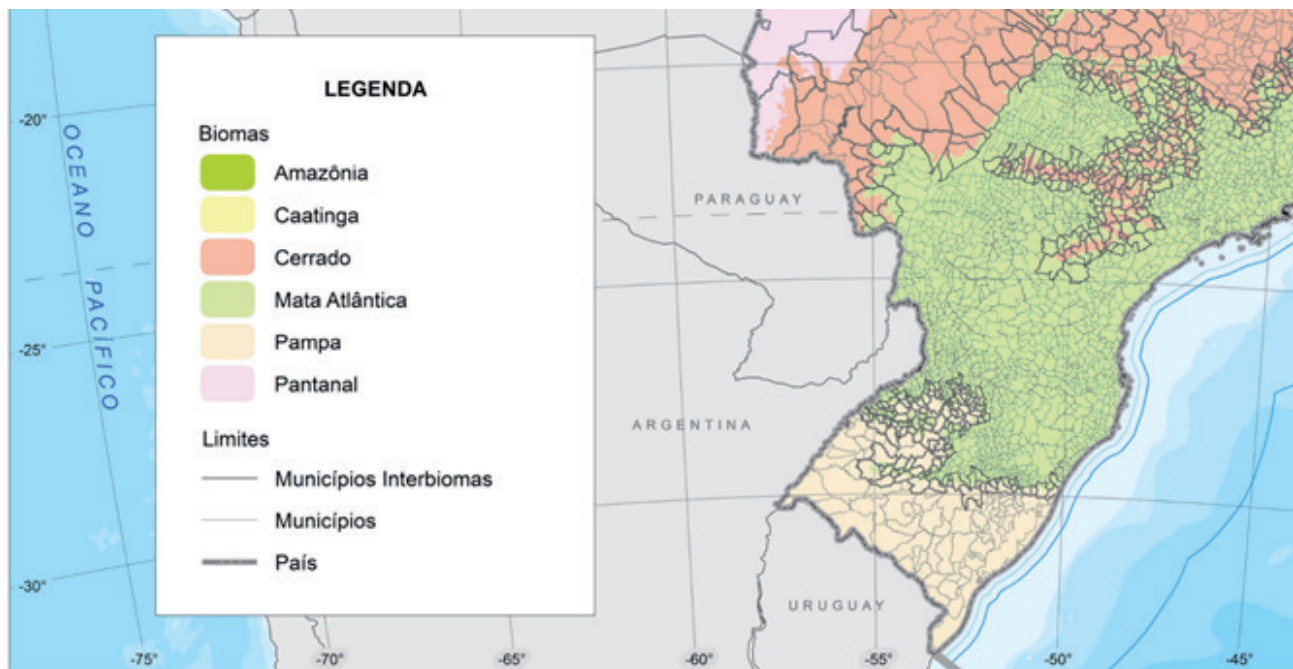 LEGENDA
Biomas
Amazônia
Caatinga
Cerrado
Mata Atlântica
Pampa
Pantanal
Limites
Municípios Interbiomas
Municípios
País
OCEANO
PACÍFICO
PARAGUAY
ARGENTINA
URUGUAY
-20°
-25°
-30°
-75°
-70°
-65°
-60°
-55°
-50°
-45°